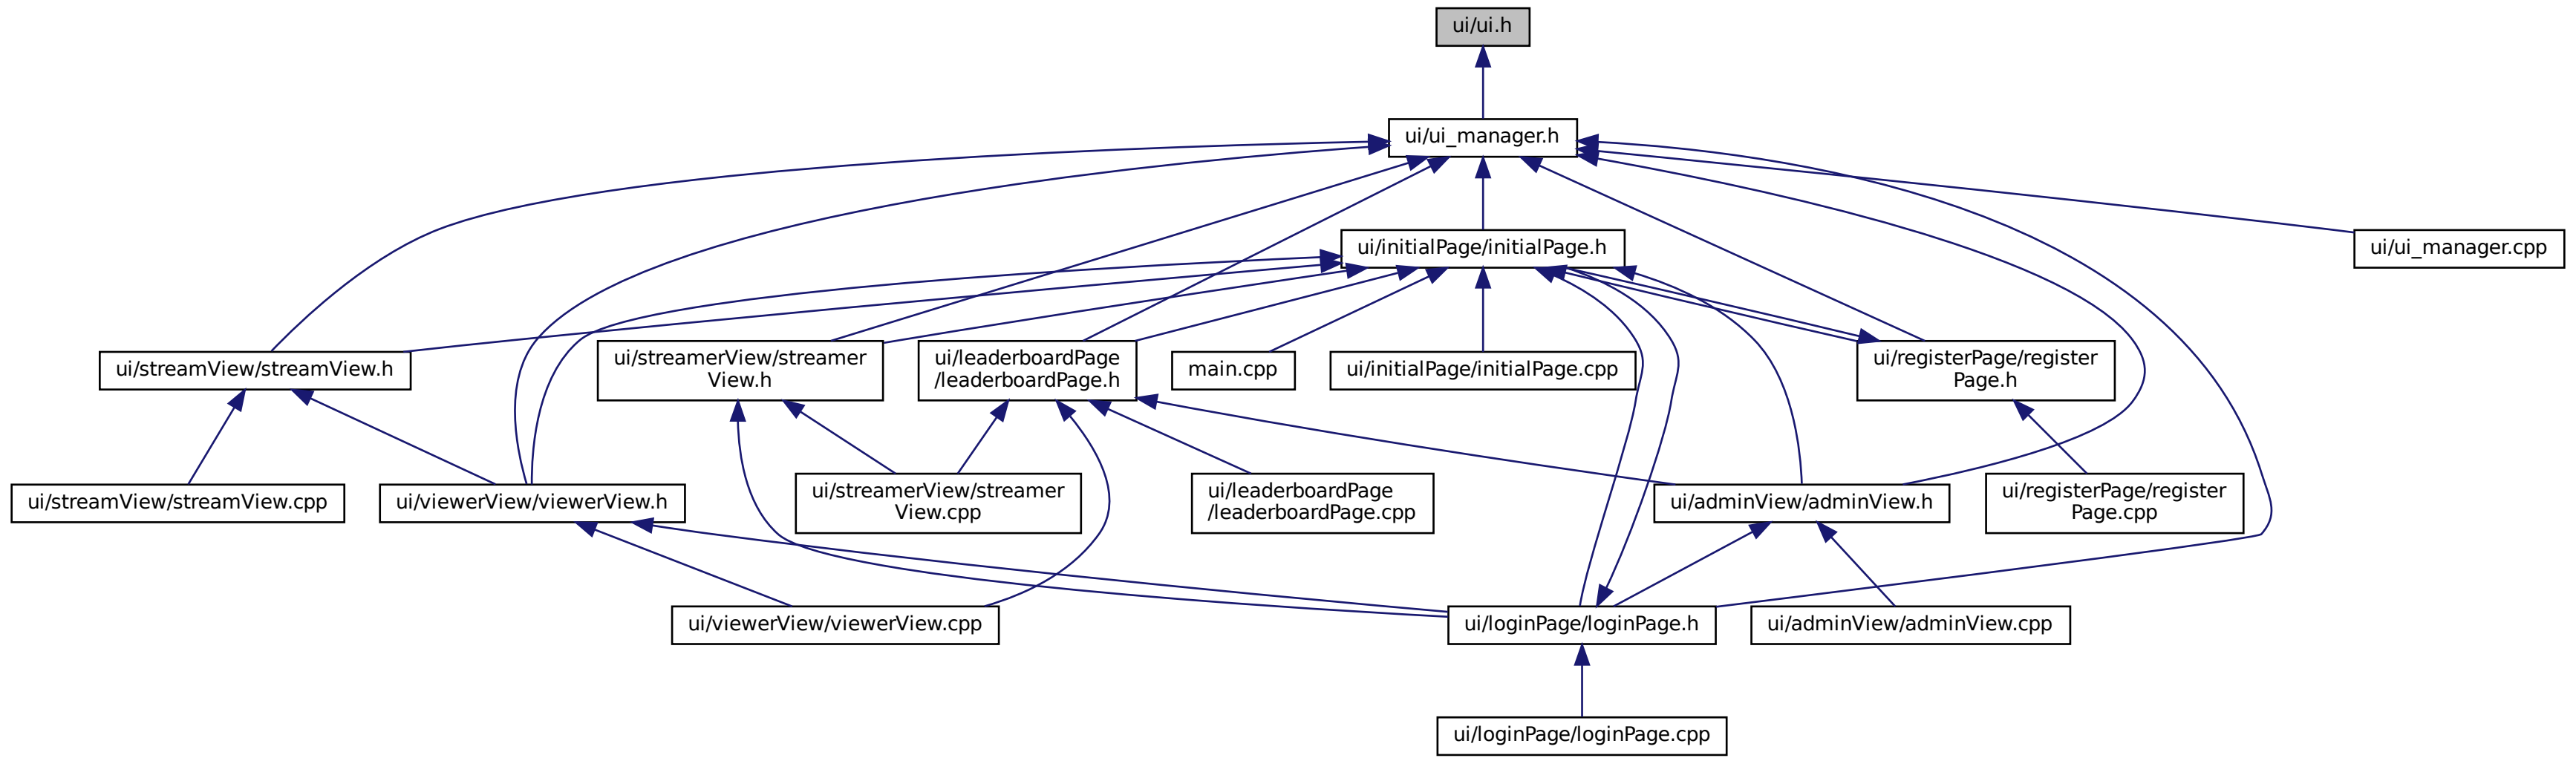 ui/ui.h
ui/ui_manager.h
ui/initialPage/initialPage.h
ui/ui_manager.cpp
ui/streamView/streamView.h
ui/streamerView/streamer
View.h
ui/leaderboardPage
/leaderboardPage.h
main.cpp
ui/initialPage/initialPage.cpp
ui/registerPage/register
Page.h
ui/streamView/streamView.cpp
ui/viewerView/viewerView.h
ui/streamerView/streamer
View.cpp
ui/leaderboardPage
/leaderboardPage.cpp
ui/adminView/adminView.h
ui/registerPage/register
Page.cpp
ui/viewerView/viewerView.cpp
ui/loginPage/loginPage.h
ui/adminView/adminView.cpp
ui/loginPage/loginPage.cpp